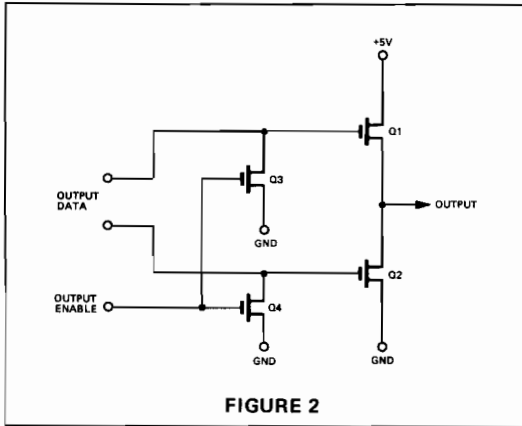 +5V
Q1
Q3
OUTPUT
DATA
OUTPUT
GND
Q2
OUTPUT
ENABLE
Q4
GND
GND
FIGURE 2